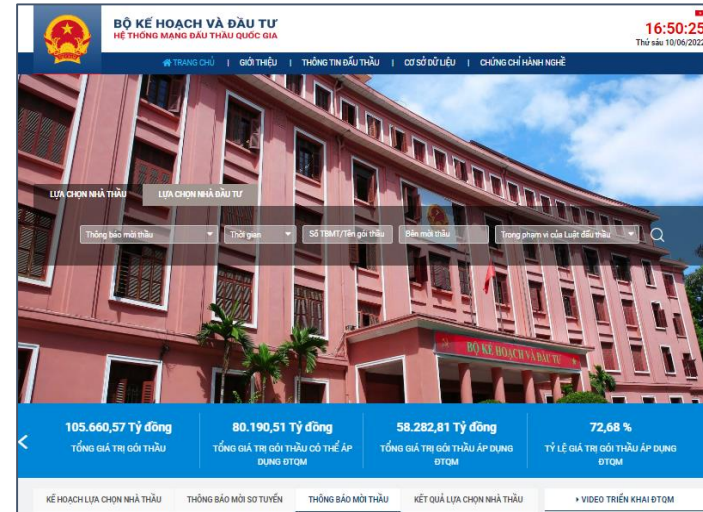 BỘ KẾ HOẠCH VÀ ĐẦU TƯ
HỆ THỐNG MẠNG ĐẤU THẦU QUỐC GIA
16:50:25
Thứ sáu 10/06/2022
TRANG CHỦ | GIỚI THIỆU | THÔNG TIN ĐẤU THẦU | CƠ SỞ DỮ LIỆU | CHỨNG CHỈ HÀNH NGHỀ
LỰA CHỌN NHÀ THẦU LỰA CHỌN NHÀ ĐẦU TƯ
Thông báo mời thầu Thời gian Số TBMT/Tên gói thầu Bên mời thầu Trong phạm vi của Luật đấu thầu
BỘ KẾ HOẠCH VÀ ĐẦU TƯ
105.660,57 Tỷ đồng
TỔNG GIÁ TRỊ GÓI THẦU
80.190,51 Tỷ đồng
TỔNG GIÁ TRỊ GÓI THẦU CÓ THỂ ÁP
DỤNG ĐTQM
58.282,81 Tỷ đồng
TỔNG GIÁ TRỊ GÓI THẦU ÁP DỤNG
ĐTQM
72,68 %
TỶ LỆ GIÁ TRỊ GÓI THẦU ÁP DỤNG
ĐTQM
KẾ HOẠCH LỰA CHỌN NHÀ THẦU THÔNG BÁO MỜI SƠ TUYỂN THÔNG BÁO MỜI THẦU KẾT QUẢ LỰA CHỌN NHÀ THẦU VIDEO TRIỂN KHAI ĐTQM